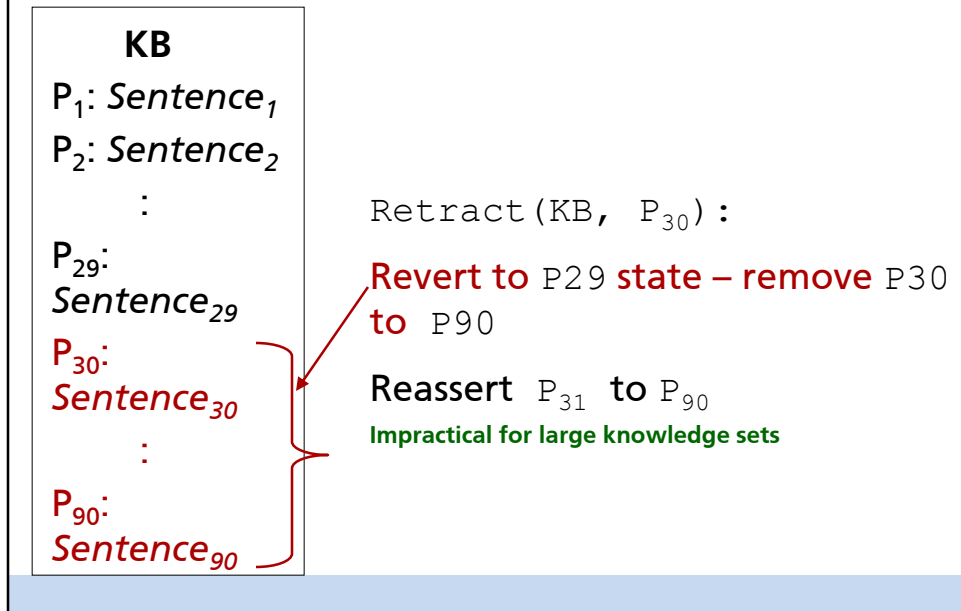 KB
P₁: Sentence₁
P₂: Sentence₂
:
P₂₉:
Sentence₂₉
P₃₀:
Sentence₃₀
:
P₉₀:
Sentence₉₀
Retract(KB, P₃₀):
Revert to P29 state – remove P30
to P90
Reassert P₃₁ to P₉₀
Impractical for large knowledge sets